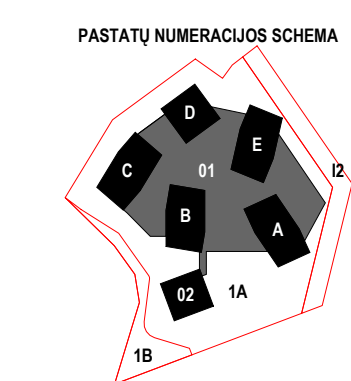 PASTATŲ NUMERACIJOS SCHEMA
D
E
C
01
I2
B
A
02
1A
1B